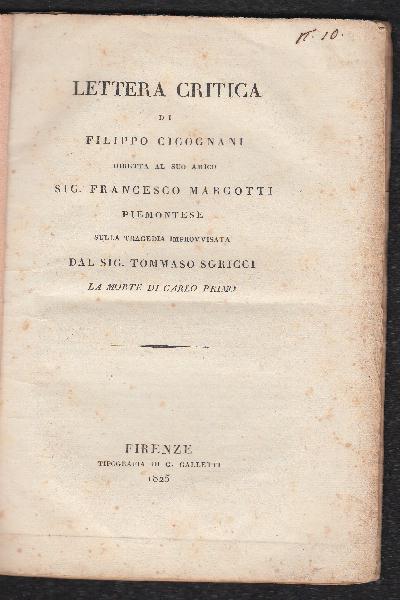 n. 10.
LETTERA CRITICA
DI
FILIPPO CICOGNANI
DIRETTA AL SUO AMICO
SIG. FRANCESCO MARGOTTI
PIEMONTESE
SULLA TRAGEDIA IMPROVVISATA
DAL SIG. TOMMASO SGRICCI
LA MORTE DI CARLO PRIMO
FIRENZE
TIPOGRAFIA DI G. GALLETTI
1825